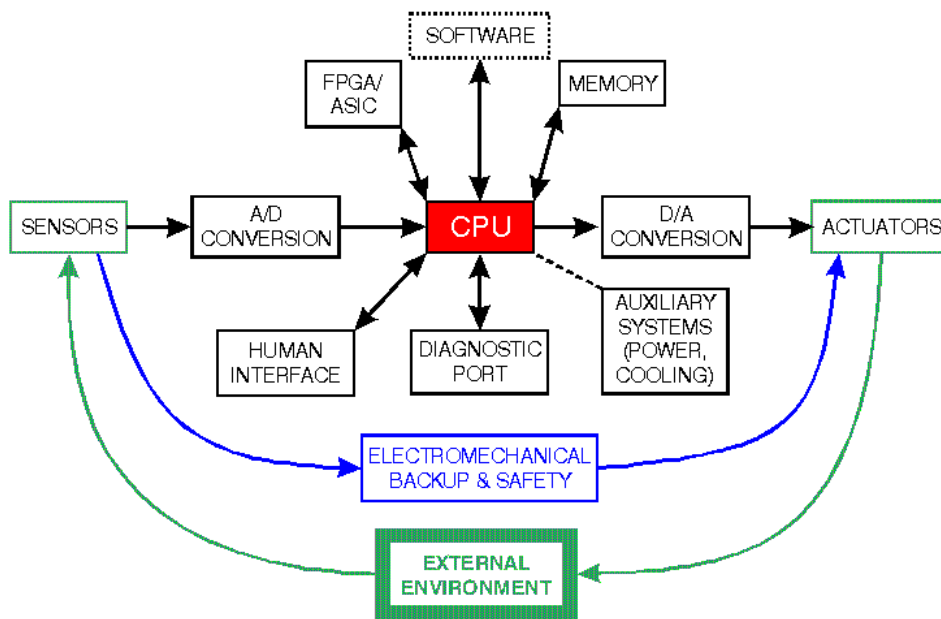 SOFTWARE
FPGA/
ASIC
MEMORY
SENSORS
A/D
CONVERSION
CPU
D/A
CONVERSION
ACTUATORS
HUMAN
INTERFACE
DIAGNOSTIC
PORT
AUXILIARY
SYSTEMS
(POWER,
COOLING)
ELECTROMECHANICAL
BACKUP & SAFETY
EXTERNAL
ENVIRONMENT